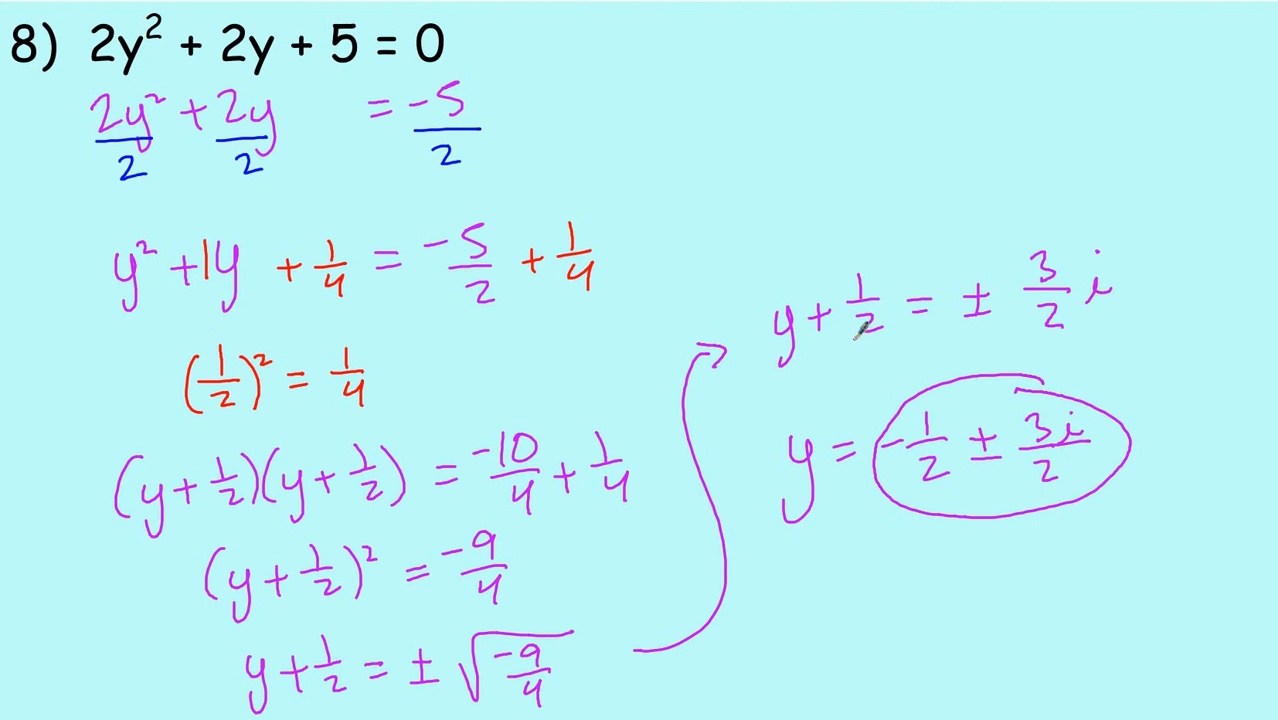 8) 2y² + 2y + 5 = 0
2y²/2 + 2y/2 = -5/2
y² + 1y + 1/4 = -5/2 + 1/4
(1/2)² = 1/4
(y + 1/2)(y + 1/2) = -10/4 + 1/4
(y + 1/2)² = -9/4
y + 1/2 = ± √(-9/4)
y + 1/2 = ± 3/2 i
y = -1/2 ± 3i/2